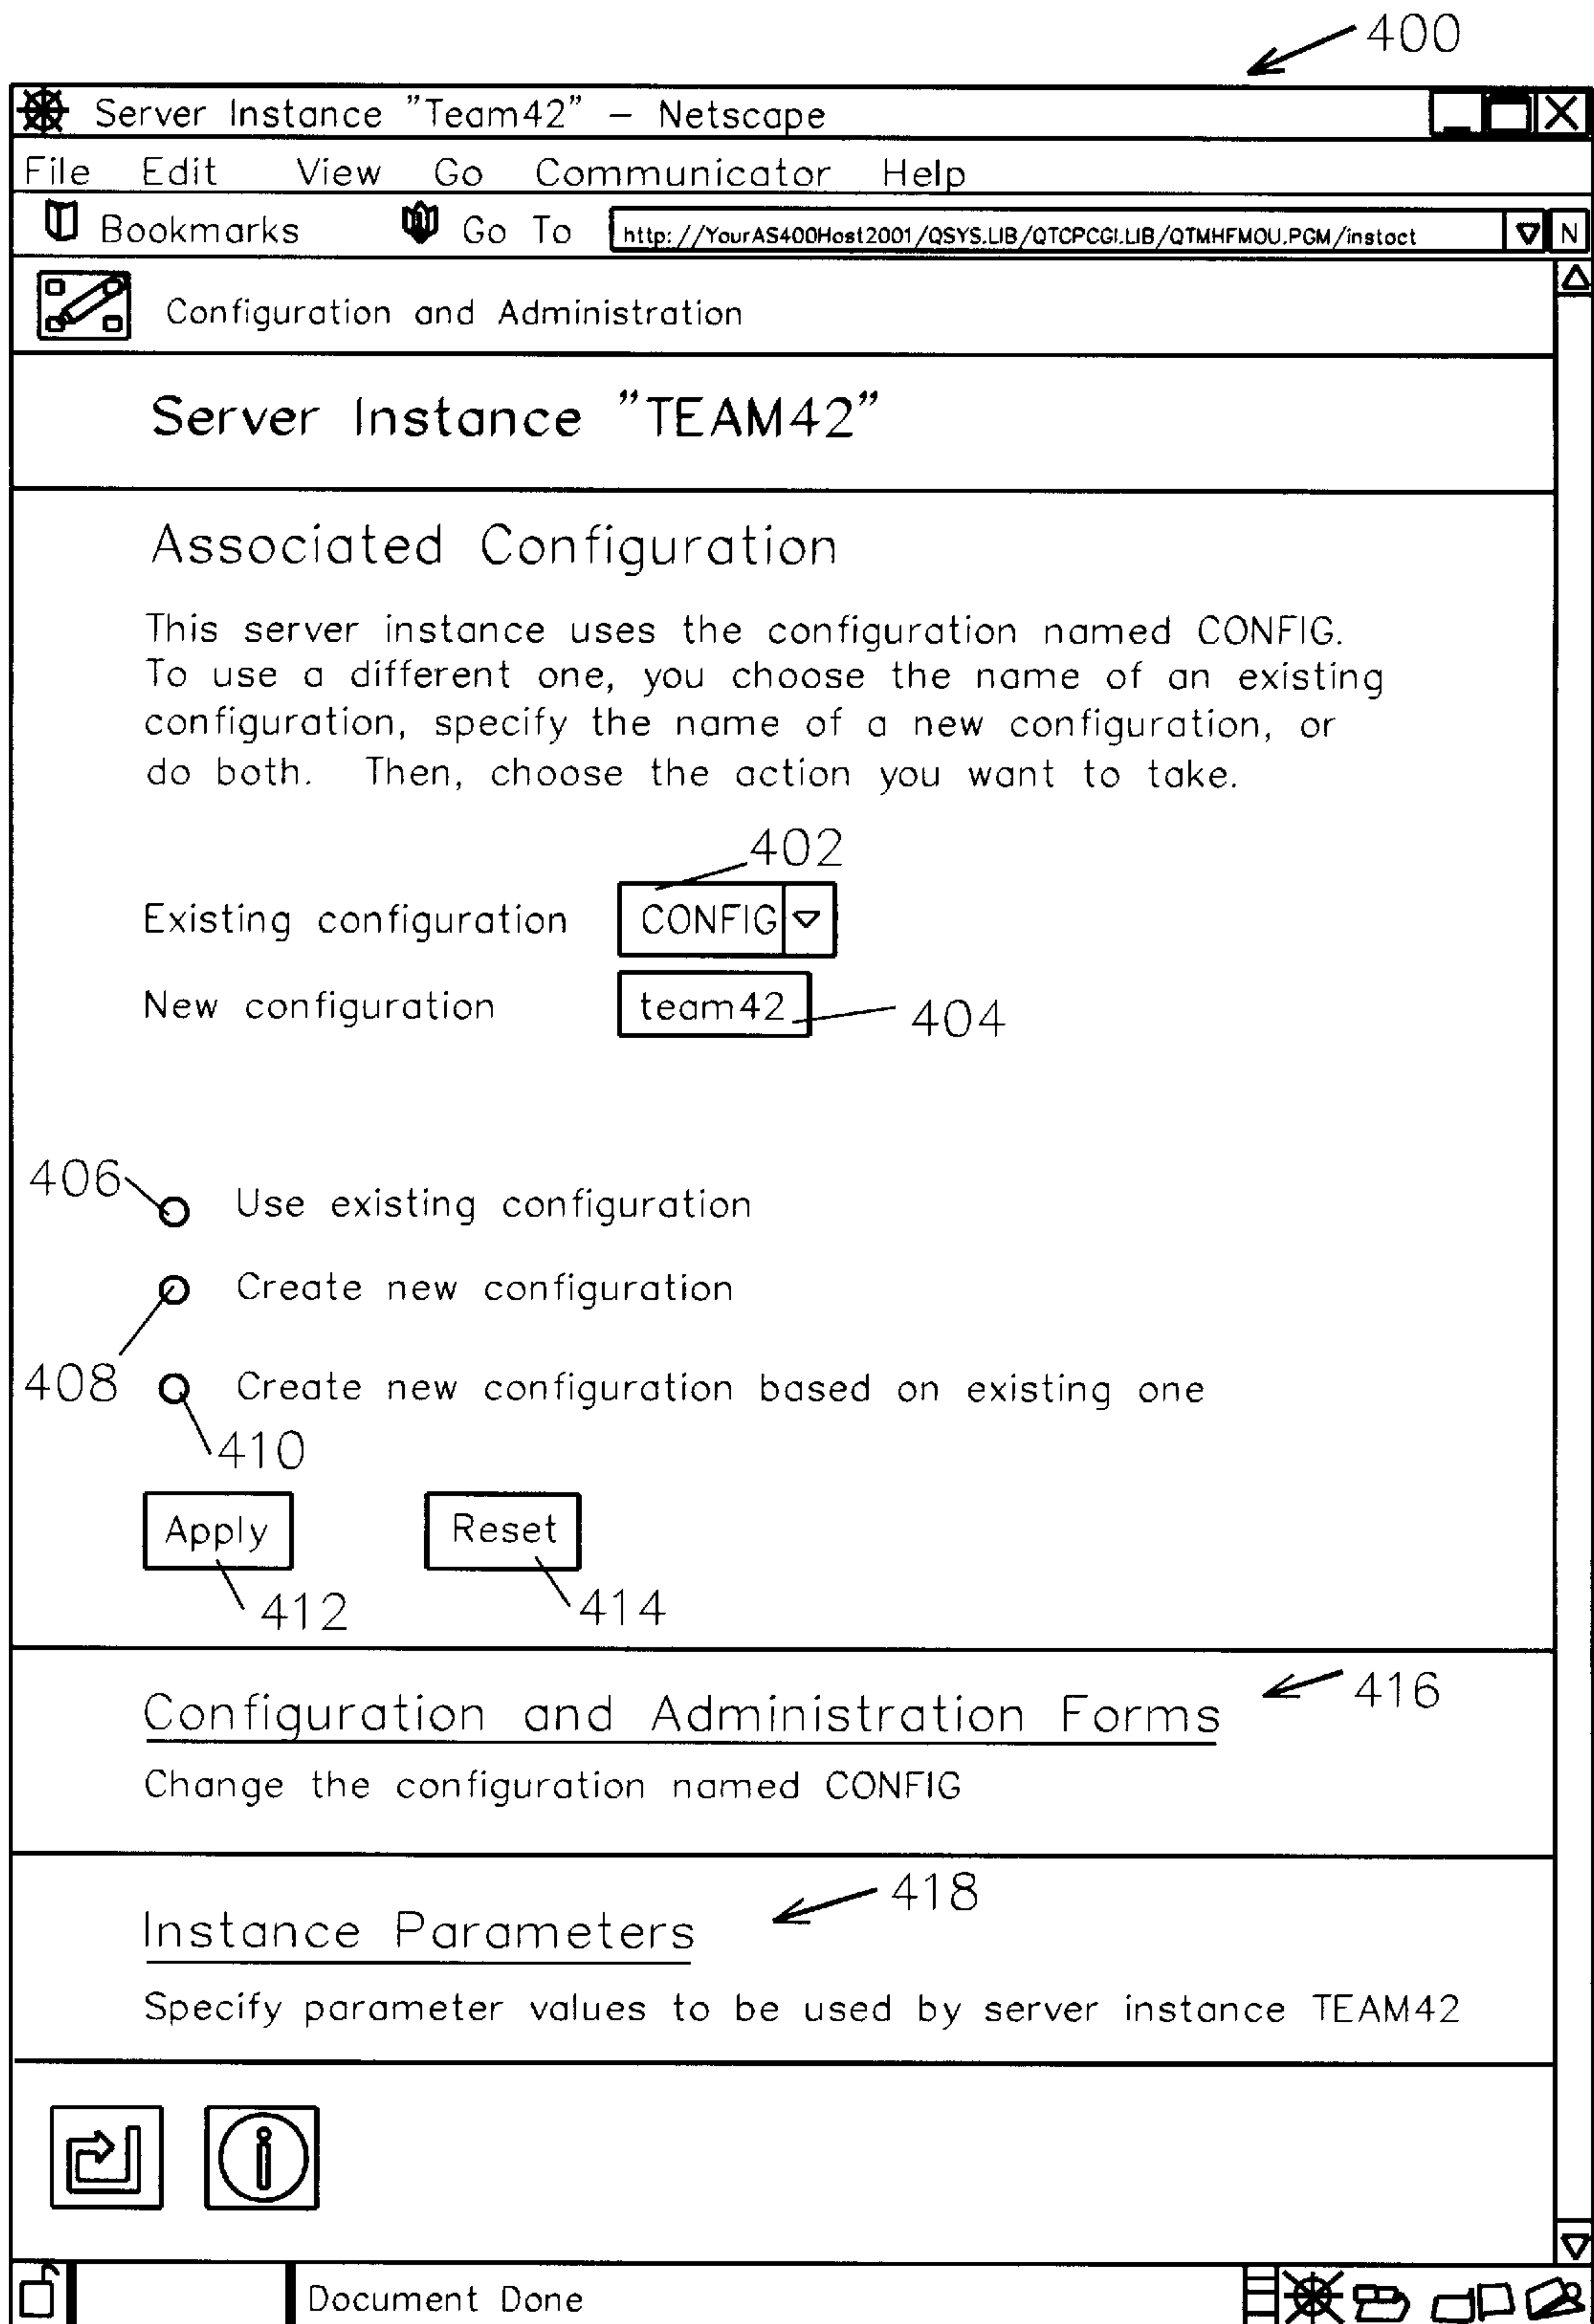 400
Server Instance "Team42" – Netscape
File Edit View Go Communicator Help
Bookmarks Go To http://YourAS400Host2001/QSYS.LIB/QTCPCGI.LIB/QTMHFMOU.PGM/instact N
Configuration and Administration
Server Instance "TEAM42"
Associated Configuration
This server instance uses the configuration named CONFIG.
To use a different one, you choose the name of an existing
configuration, specify the name of a new configuration, or
do both. Then, choose the action you want to take.
402
Existing configuration CONFIG
New configuration team42 404
406 Use existing configuration
Create new configuration
408 Create new configuration based on existing one
410
Apply Reset
412 414
Configuration and Administration Forms 416
Change the configuration named CONFIG
Instance Parameters 418
Specify parameter values to be used by server instance TEAM42
i
Document Done